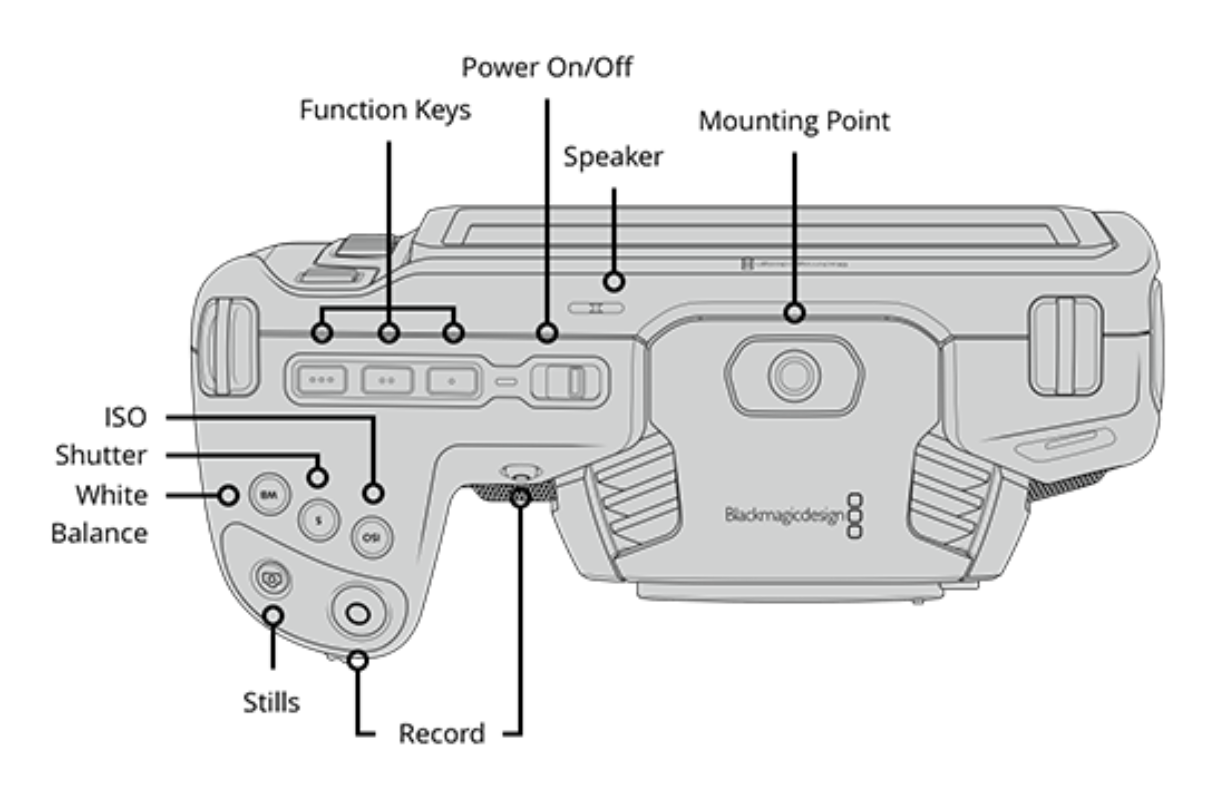 Power On/Off
Function Keys
Mounting Point
Speaker
ISO
Shutter
White
Balance
WB
S
ISO
Blackmagicdesign
Stills
Record